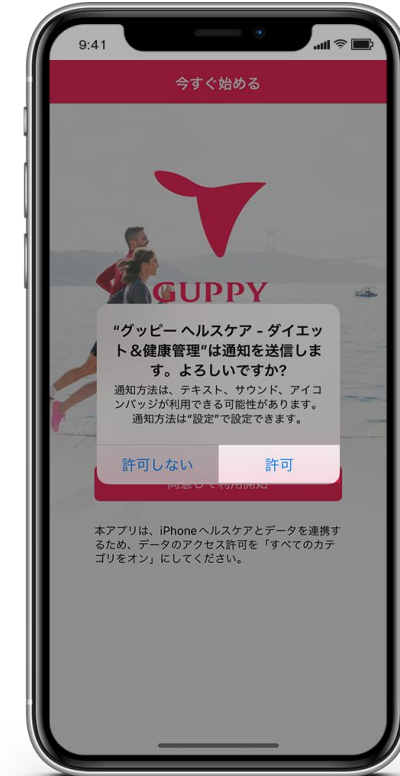 9:41
今すぐ始める
GUPPY
“グッピー ヘルスケア - ダイエッ
ト＆健康管理”は通知を送信しま
す。よろしいですか?
通知方法は、テキスト、サウンド、アイコ
ンバッジが利用できる可能性があります。
通知方法は“設定”で設定できます。
許可しない
許可
同意して利用開始
本アプリは、iPhoneヘルスケアとデータを連携す
るため、データのアクセス許可を「すべてのカテ
ゴリをオン」にしてください。